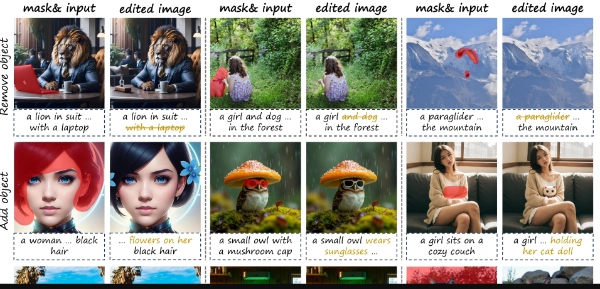 mask& input edited image mask& input edited image mask& input edited image
Remove object
a lion in suit ... a lion in suit ... a girl and dog ... a girl and dog ... a paraglider ... a paraglider ...
with a laptop with a laptop in the forest in the forest the mountain the mountain
Add object
a woman ... black ... flowers on her a small owl with a small owl wears a girl sits on a a girl ... holding
hair black hair a mushroom cap sunglasses ... cozy couch her cat doll